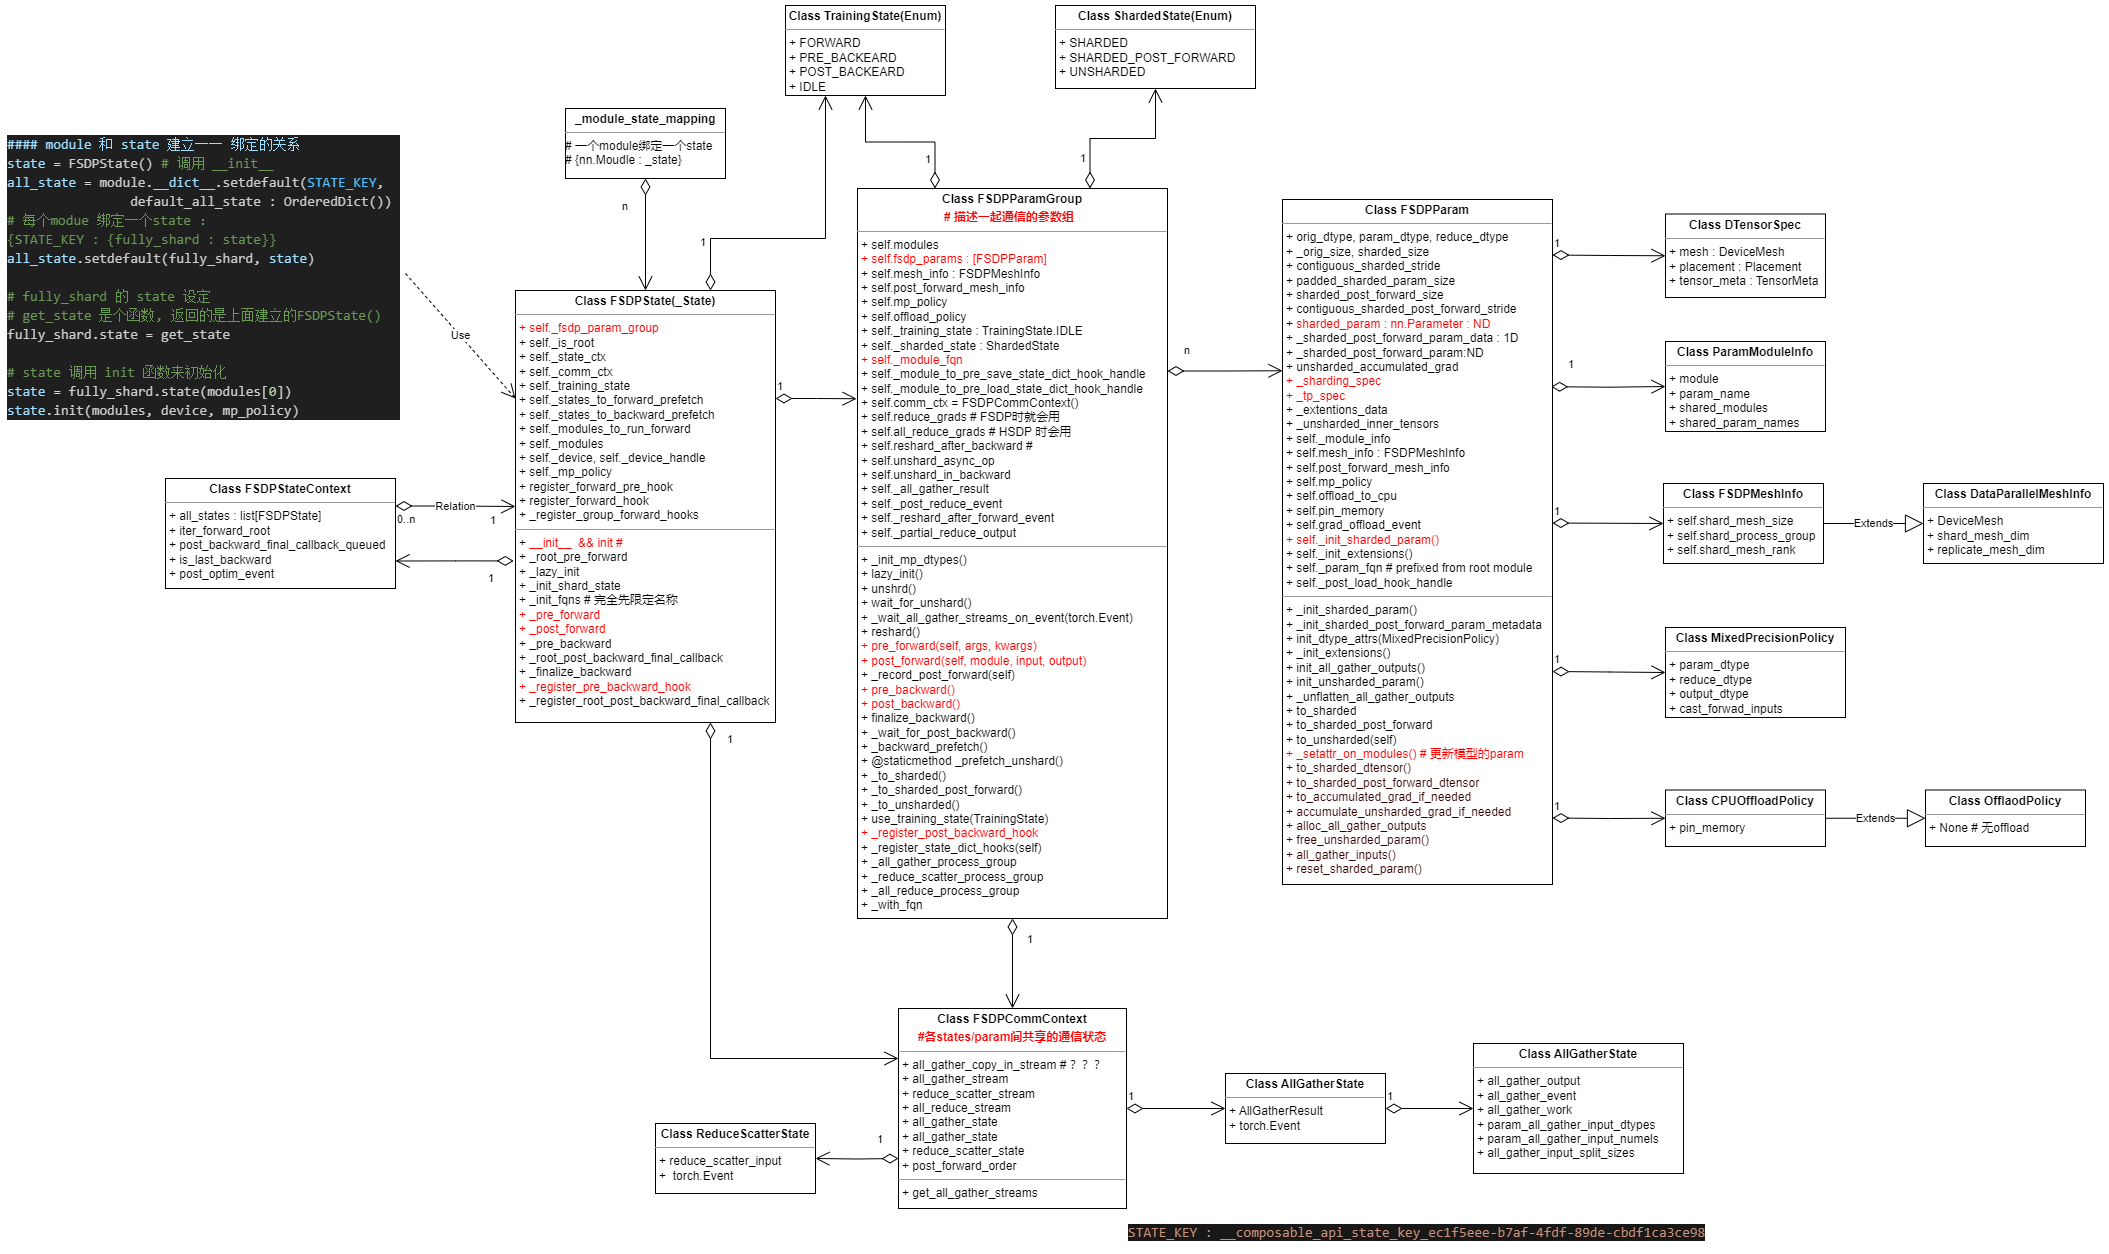 Class TrainingState(Enum)
+ FORWARD
+ PRE_BACKEARD
+ POST_BACKEARD
+ IDLE
Class ShardedState(Enum)
+ SHARDED
+ SHARDED_POST_FORWARD
+ UNSHARDED
_module_state_mapping
# 一个module绑定一个state
# {nn.Moudle : _state}
n
1
1
1
#### module 和 state 建立一一 绑定的关系
state = FSDPState() # 调用 __init__
all_state = module.__dict__.setdefault(STATE_KEY,
default_all_state : OrderedDict())
# 每个modue 绑定一个state :
{STATE_KEY : {fully_shard : state}}
all_state.setdefault(fully_shard, state)
# fully_shard 的 state 设定
# get_state 是个函数, 返回的是上面建立的FSDPState()
fully_shard.state = get_state
# state 调用 init 函数来初始化
state = fully_shard.state(modules[0])
state.init(modules, device, mp_policy)
Use
Class FSDPState(_State)
+ self._fsdp_param_group
+ self._is_root
+ self._state_ctx
+ self._comm_ctx
+ self._training_state
+ self._states_to_forward_prefetch
+ self._states_to_backward_prefetch
+ self._modules_to_run_forward
+ self._modules
+ self._device, self._device_handle
+ self._mp_policy
+ register_forward_pre_hook
+ register_forward_hook
+ _register_group_forward_hooks
+ __init__ && init #
+ _root_pre_forward
+ _lazy_init
+ _init_shard_state
+ _init_fqns # 完全先限定名称
+ _pre_forward
+ _post_forward
+ _pre_backward
+ _root_post_backward_final_callback
+ _finalize_backward
+ _register_pre_backward_hook
+ _register_root_post_backward_final_callback
1
1
Class FSDPStateContext
+ all_states : list[FSDPState]
+ iter_forward_root
+ post_backward_final_callback_queued
+ is_last_backward
+ post_optim_event
Relation
0..n
1
1
Class FSDPParamGroup
# 描述一起通信的参数组
+ self.modules
+ self.fsdp_params : [FSDPParam]
+ self.mesh_info : FSDPMeshInfo
+ self.post_forward_mesh_info
+ self.mp_policy
+ self.offload_policy
+ self._training_state : TrainingState.IDLE
+ self._sharded_state : ShardedState
+ self._module_fqn
+ self._module_to_pre_save_state_dict_hook_handle
+ self._module_to_pre_load_state_dict_hook_handle
+ self.comm_ctx = FSDPCommContext()
+ self.reduce_grads # FSDP时就会用
+ self.all_reduce_grads # HSDP 时会用
+ self.reshard_after_backward #
+ self.unshard_async_op
+ self.unshard_in_backward
+ self._all_gather_result
+ self._post_reduce_event
+ self._reshard_after_forward_event
+ self._partial_reduce_output
+ _init_mp_dtypes()
+ lazy_init()
+ unshrd()
+ wait_for_unshard()
+ _wait_all_gather_streams_on_event(torch.Event)
+ reshard()
+ pre_forward(self, args, kwargs)
+ post_forward(self, module, input, output)
+ _record_post_forward(self)
+ pre_backward()
+ post_backward()
+ finalize_backward()
+ _wait_for_post_backward()
+ _backward_prefetch()
+ @staticmethod _prefetch_unshard()
+ _to_sharded()
+ _to_sharded_post_forward()
+ _to_unsharded()
+ use_training_state(TrainingState)
+ _register_post_backward_hook
+ _register_state_dict_hooks(self)
+ _all_gather_process_group
+ _reduce_scatter_process_group
+ _all_reduce_process_group
+ _with_fqn
n
1
Class FSDPParam
+ orig_dtype, param_dtype, reduce_dtype
+ _orig_size, sharded_size
+ contiguous_sharded_stride
+ padded_sharded_param_size
+ sharded_post_forward_size
+ contiguous_sharded_post_forward_stride
+ sharded_param : nn.Parameter : ND
+ _sharded_post_forward_param_data : 1D
+ _sharded_post_forward_param:ND
+ unsharded_accumulated_grad
+ _sharding_spec
+ _tp_spec
+ _extentions_data
+ _unsharded_inner_tensors
+ self._module_info
+ self.mesh_info : FSDPMeshInfo
+ self.post_forward_mesh_info
+ self.mp_policy
+ self.offload_to_cpu
+ self.pin_memory
+ self.grad_offload_event
+ self._init_sharded_param()
+ self._init_extensions()
+ self._param_fqn # prefixed from root module
+ self._post_load_hook_handle
+ _init_sharded_param()
+ _init_sharded_post_forward_param_metadata
+ init_dtype_attrs(MixedPrecisionPolicy)
+ _init_extensions()
+ init_all_gather_outputs()
+ init_unsharded_param()
+ _unflatten_all_gather_outputs
+ to_sharded
+ to_sharded_post_forward
+ to_unsharded(self)
+ _setattr_on_modules() # 更新模型的param
+ to_sharded_dtensor()
+ to_sharded_post_forward_dtensor
+ to_accumulated_grad_if_needed
+ accumulate_unsharded_grad_if_needed
+ alloc_all_gather_outputs
+ free_unsharded_param()
+ all_gather_inputs()
+ reset_sharded_param()
1
Class DTensorSpec
+ mesh : DeviceMesh
+ placement : Placement
+ tensor_meta : TensorMeta
1
Class ParamModuleInfo
+ module
+ param_name
+ shared_modules
+ shared_param_names
1
Class FSDPMeshInfo
+ self.shard_mesh_size
+ self.shard_process_group
+ self.shard_mesh_rank
Extends
Class DataParallelMeshInfo
+ DeviceMesh
+ shard_mesh_dim
+ replicate_mesh_dim
1
Class MixedPrecisionPolicy
+ param_dtype
+ reduce_dtype
+ output_dtype
+ cast_forwad_inputs
1
Class CPUOffloadPolicy
+ pin_memory
Extends
Class OfflaodPolicy
+ None # 无offload
Class FSDPCommContext
#各states/param间共享的通信状态
+ all_gather_copy_in_stream # ? ? ?
+ all_gather_stream
+ reduce_scatter_stream
+ all_reduce_stream
+ all_gather_state
+ all_gather_state
+ reduce_scatter_state
+ post_forward_order
+ get_all_gather_streams
1
Class ReduceScatterState
+ reduce_scatter_input
+ torch.Event
1
Class AllGatherState
+ AllGatherResult
+ torch.Event
1
Class AllGatherState
+ all_gather_output
+ all_gather_event
+ all_gather_work
+ param_all_gather_input_dtypes
+ param_all_gather_input_numels
+ all_gather_input_split_sizes
STATE_KEY : __composable_api_state_key_ec1f5eee-b7af-4fdf-89de-cbdf1ca3ce98